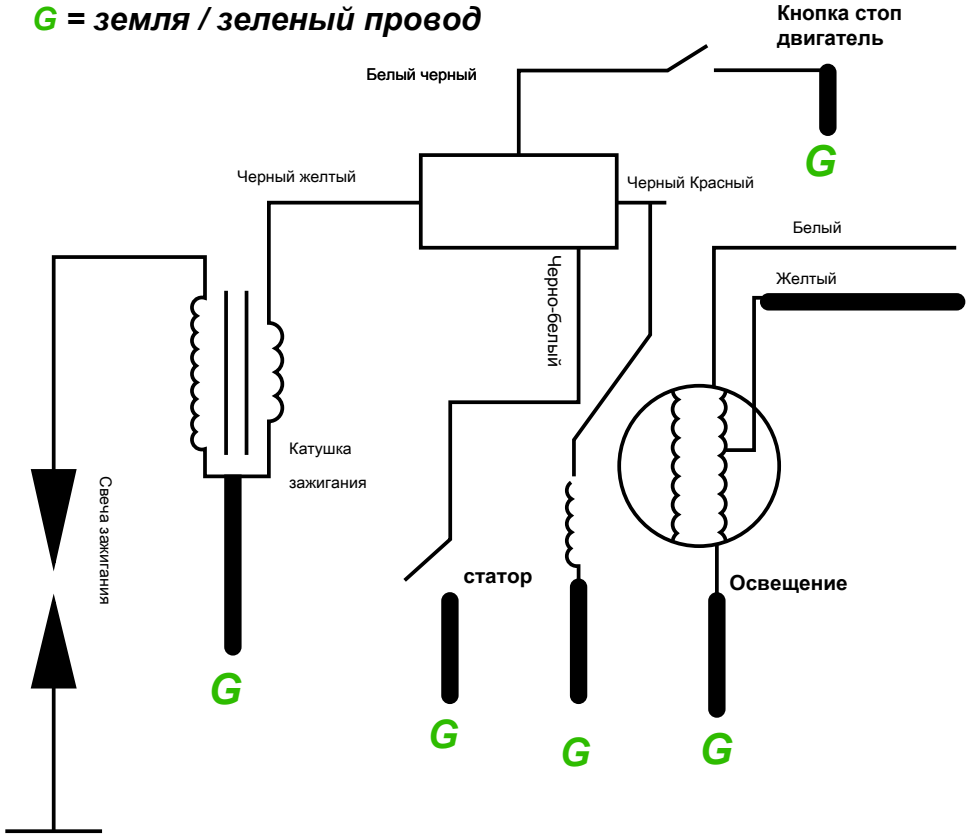 G = земля / зеленый провод
Кнопка стоп
двигатель
Белый черный
G
Черный желтый
Черный Красный
Белый
Желтый
Черно-белый
Катушка
зажигания
Свеча зажигания
статор
Освещение
G
G
G
G